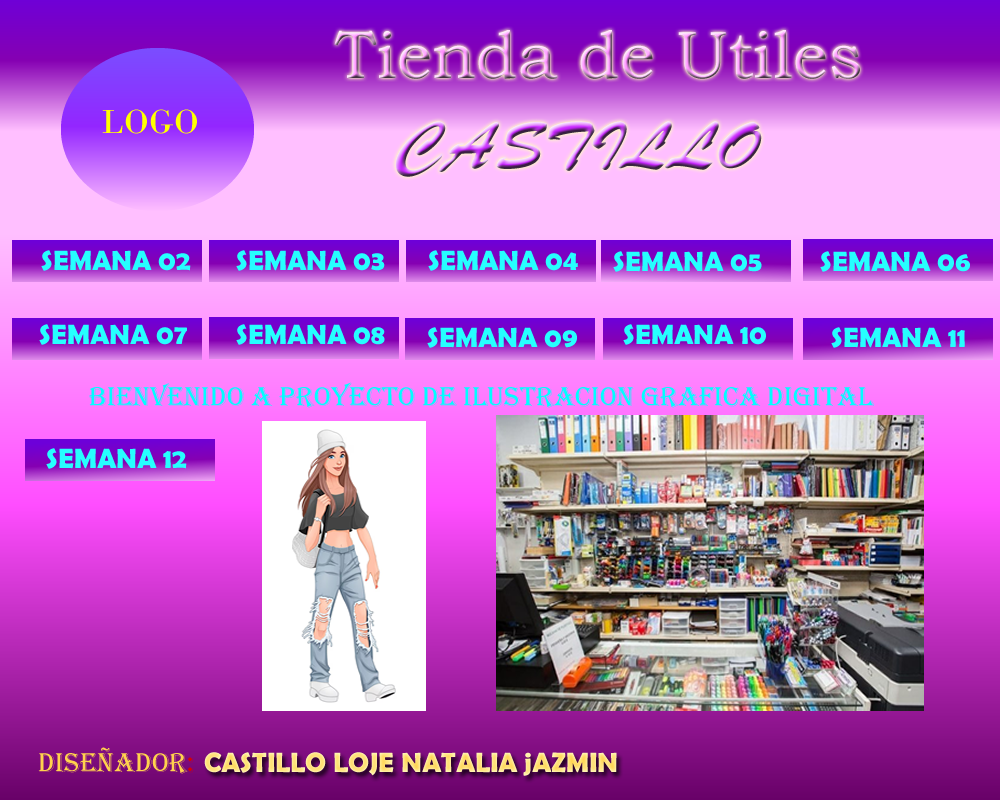 Tienda de Utiles
LOGO
CASTILLO
SEMANA 02 SEMANA 03 SEMANA 04 SEMANA 05 SEMANA 06
SEMANA 07 SEMANA 08 SEMANA 09 SEMANA 10 SEMANA 11
BIENVENIDO A PROYECTO DE ILUSTRACION GRAFICA DIGITAL
SEMANA 12
DISEÑADOR: CASTILLO LOJE NATALIA jAZMIN